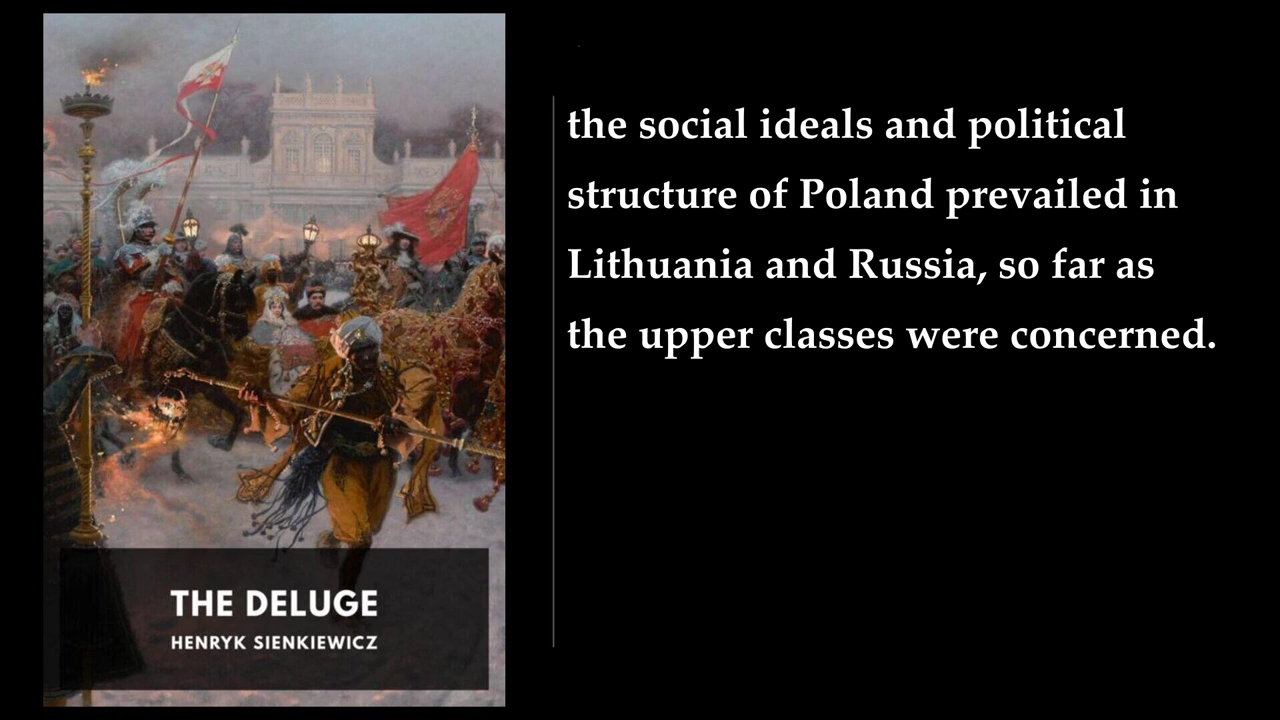 the social ideals and political
structure of Poland prevailed in
Lithuania and Russia, so far as
the upper classes were concerned.
THE DELUGE
HENRYK SIENKIEWICZ